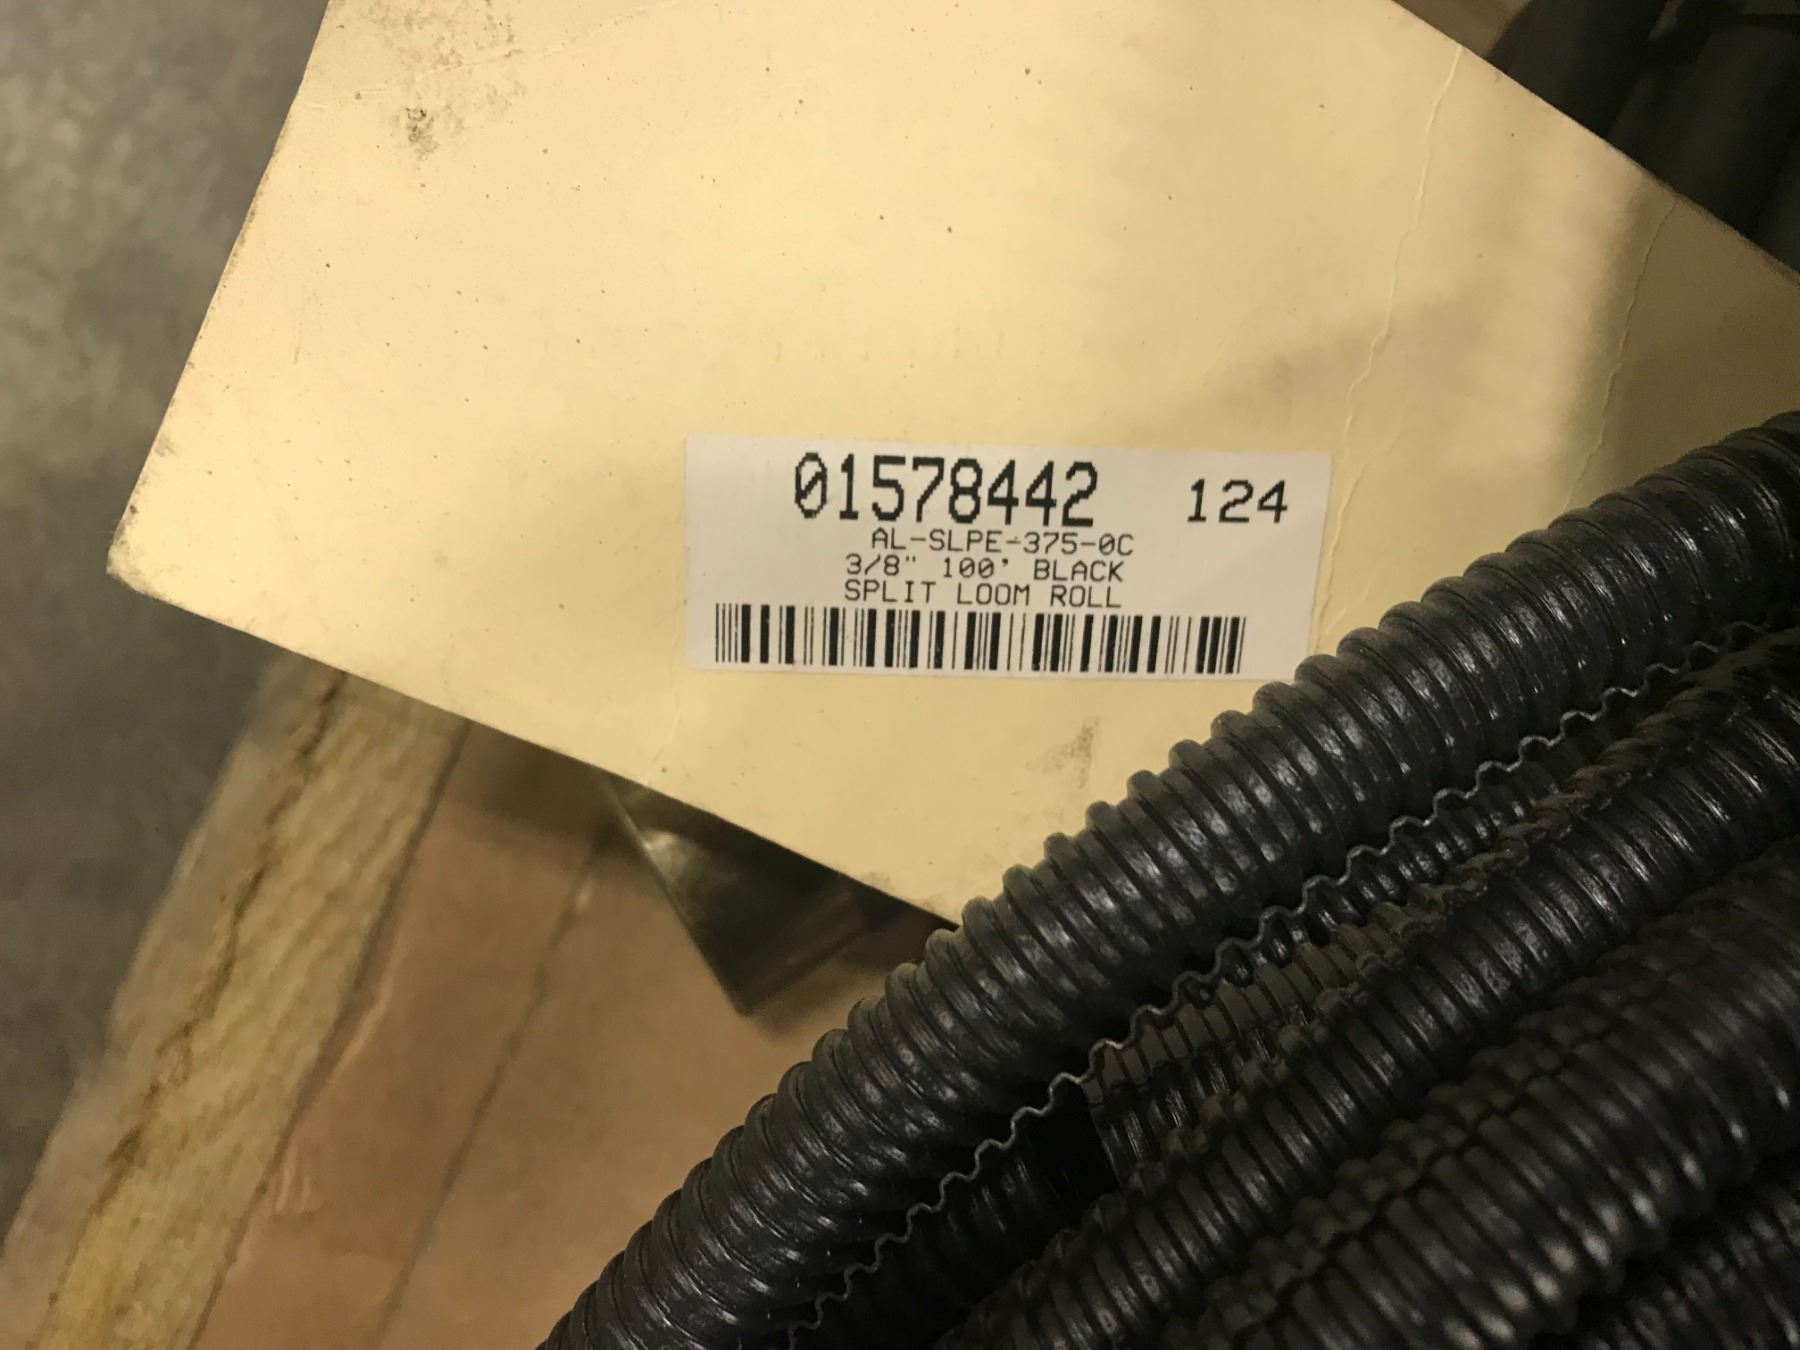 01578442 124
AL-SLPE-375-0C
3/8" 100' BLACK
SPLIT LOOM ROLL